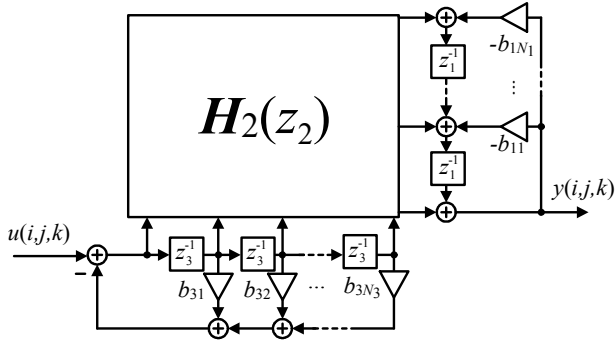 -b₁N₁
z₁⁻¹
...
H₂(z₂)
-b₁₁
z₁⁻¹
y(i,j,k)
u(i,j,k)
+ z₃⁻¹ z₃⁻¹ z₃⁻¹
−
b₃₁ b₃₂ ... b₃N₃